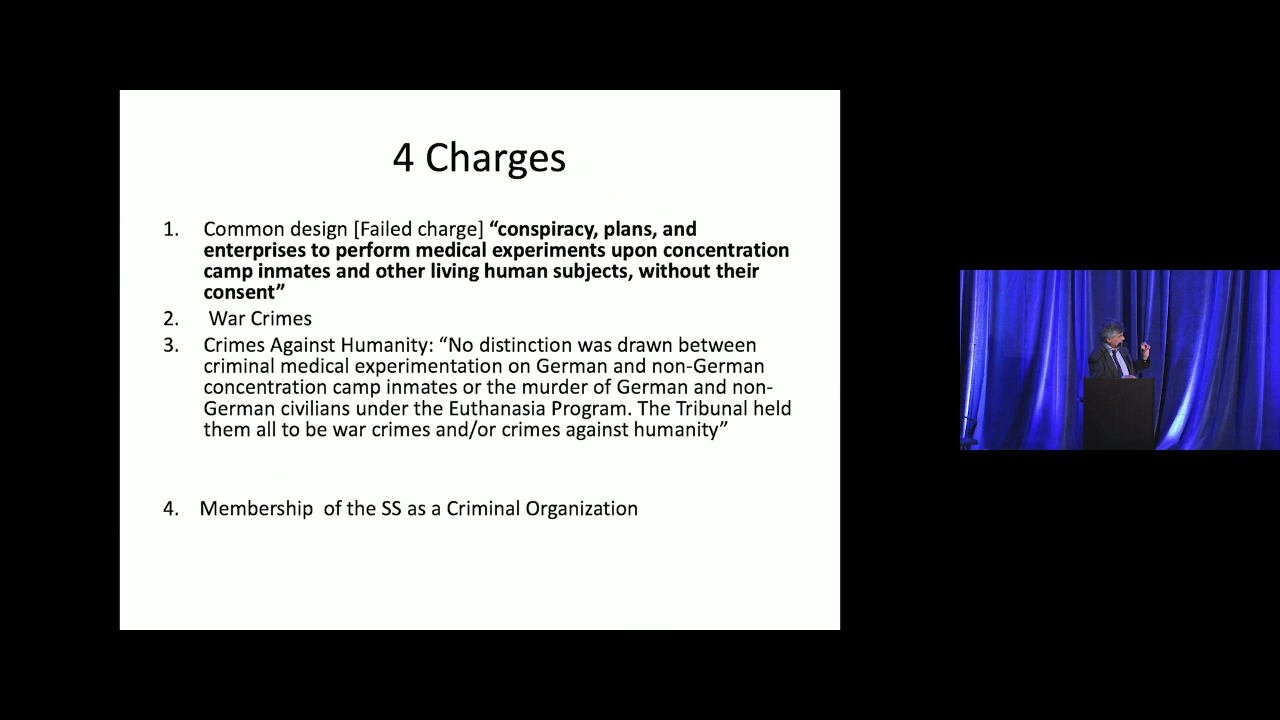 4 Charges
1. Common design [Failed charge] “conspiracy, plans, and
enterprises to perform medical experiments upon concentration
camp inmates and other living human subjects, without their
consent”
2. War Crimes
3. Crimes Against Humanity: “No distinction was drawn between
criminal medical experimentation on German and non-German
concentration camp inmates or the murder of German and non-
German civilians under the Euthanasia Program. The Tribunal held
them all to be war crimes and/or crimes against humanity”
4. Membership of the SS as a Criminal Organization